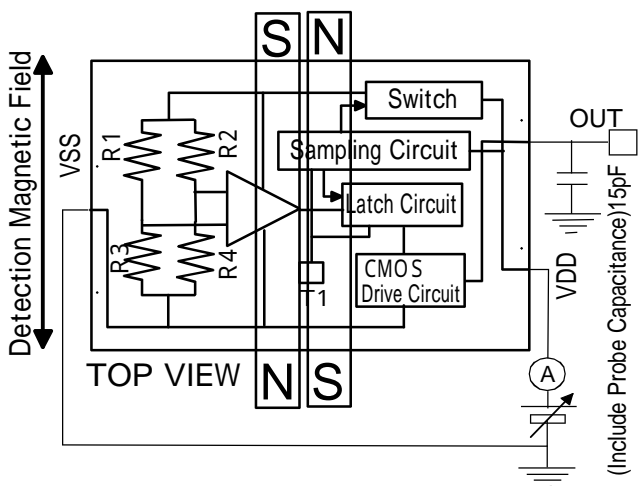 S N
Detection Magnetic Field
VSS
R1
R2
R3
R4
Switch
Sampling Circuit
Latch Circuit
CMOS
Drive Circuit
T1
OUT
VDD
A
(Include Probe Capacitance)15pF
TOP VIEW
N S